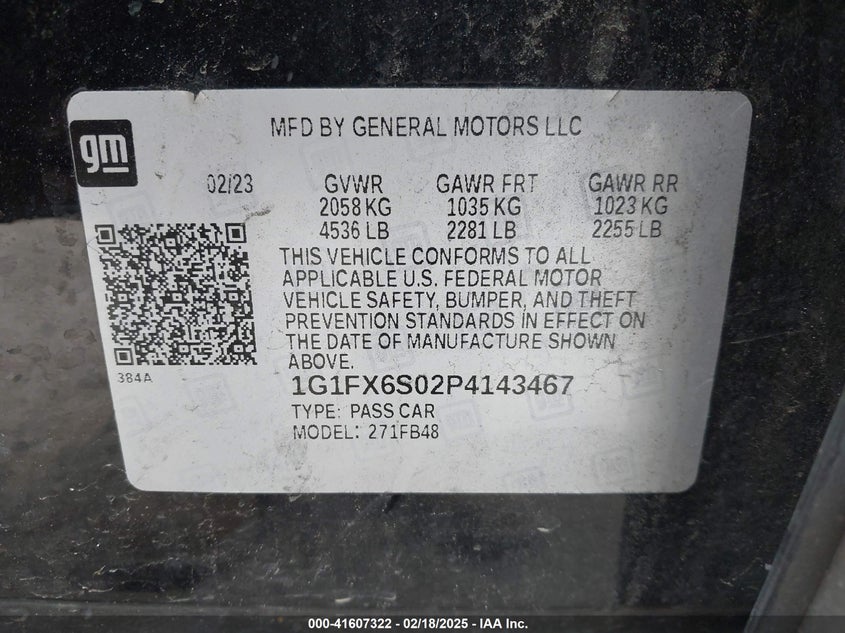 MFD BY GENERAL MOTORS LLC
gm
02/23 GVWR GAWR FRT GAWR RR
2058 KG 1035 KG 1023 KG
4536 LB 2281 LB 2255 LB
THIS VEHICLE CONFORMS TO ALL
APPLICABLE U.S. FEDERAL MOTOR
VEHICLE SAFETY, BUMPER, AND THEFT
PREVENTION STANDARDS IN EFFECT ON
THE DATE OF MANUFACTURE SHOWN
ABOVE.
384A
1G1FX6S02P4143467
TYPE: PASS CAR
MODEL: 271FB48
000-41607322 - 02/18/2025 - IAA Inc.